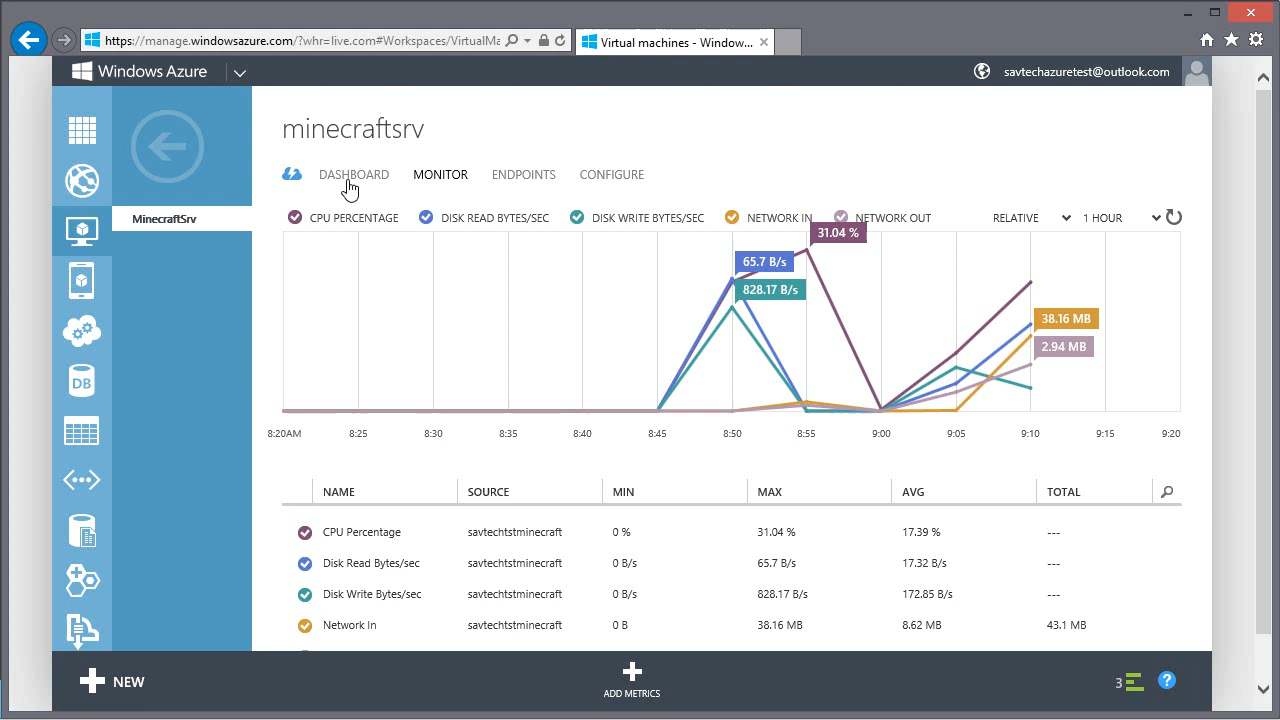 https://manage.windowsazure.com/?whr=live.com#Workspaces/VirtualMa
Virtual machines - Window...
Windows Azure
savtechazuretest@outlook.com
minecraftsrv
DASHBOARD MONITOR ENDPOINTS CONFIGURE
MinecraftSrv
CPU PERCENTAGE DISK READ BYTES/SEC DISK WRITE BYTES/SEC NETWORK IN NETWORK OUT RELATIVE 1 HOUR
31.04 %
65.7 B/s
828.17 B/s
38.16 MB
2.94 MB
8:20AM 8:25 8:30 8:35 8:40 8:45 8:50 8:55 9:00 9:05 9:10 9:15 9:20
DB
NAME SOURCE MIN MAX AVG TOTAL
CPU Percentage savtechtstminecraft 0 % 31.04 % 17.39 % ---
Disk Read Bytes/sec savtechtstminecraft 0 B/s 65.7 B/s 17.32 B/s ---
Disk Write Bytes/sec savtechtstminecraft 0 B/s 828.17 B/s 172.85 B/s ---
Network In savtechtstminecraft 0 B 38.16 MB 8.62 MB 43.1 MB
NEW
ADD METRICS
3
?